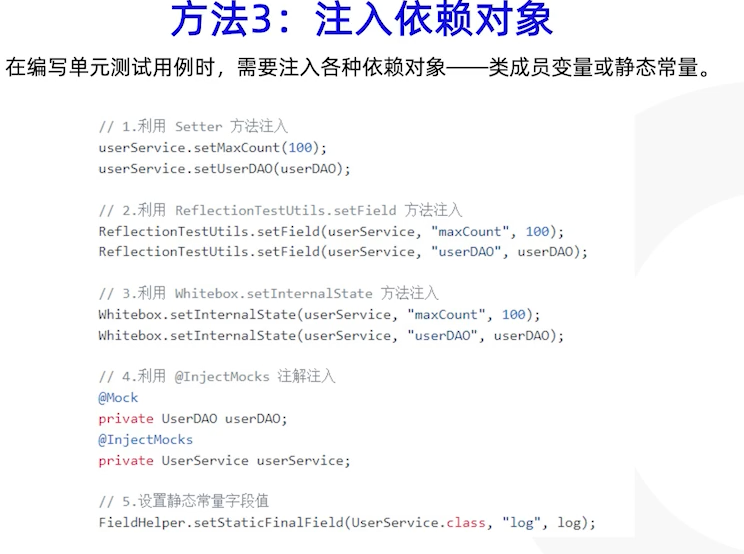 方法3：注入依赖对象
在编写单元测试用例时，需要注入各种依赖对象——类成员变量或静态常量。
// 1.利用 Setter 方法注入
userService.setMaxCount(100);
userService.setUserDAO(userDAO);
// 2.利用 ReflectionTestUtils.setField 方法注入
ReflectionTestUtils.setField(userService, "maxCount", 100);
ReflectionTestUtils.setField(userService, "userDAO", userDAO);
// 3.利用 Whitebox.setInternalState 方法注入
Whitebox.setInternalState(userService, "maxCount", 100);
Whitebox.setInternalState(userService, "userDAO", userDAO);
// 4.利用 @InjectMocks 注解注入
@Mock
private UserDAO userDAO;
@InjectMocks
private UserService userService;
// 5.设置静态常量字段值
FieldHelper.setStaticFinalField(UserService.class, "log", log);